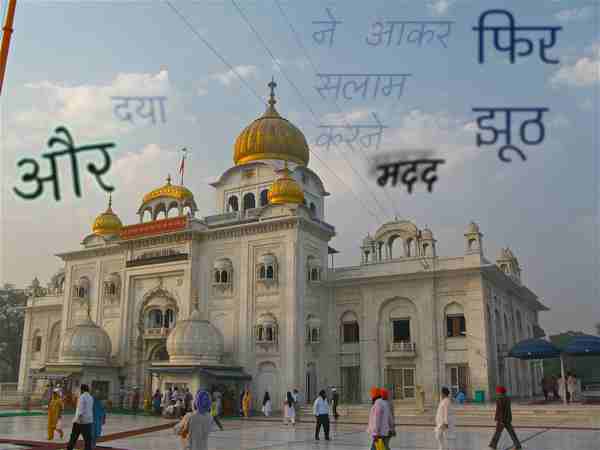 ने आकर
सलाम
करने
फिर
झूठ
दया
और
मदद